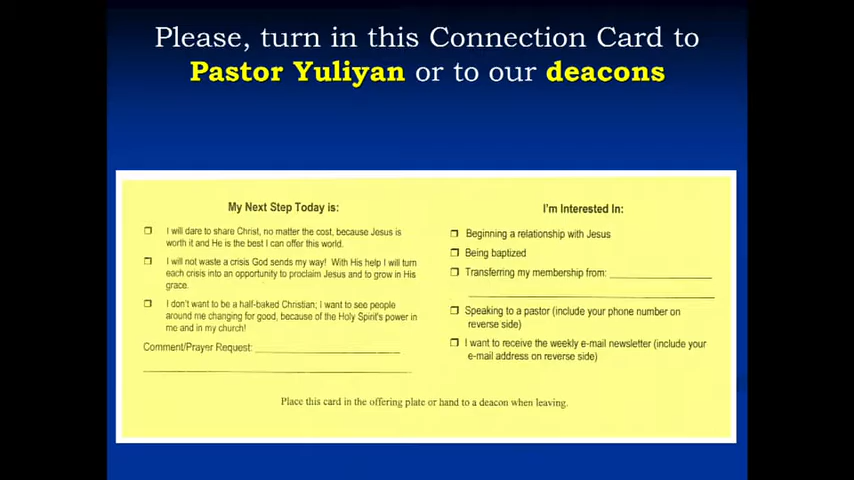 Please, turn in this Connection Card to
Pastor Yuliyan or to our deacons
My Next Step Today is:
I will dare to share Christ, no matter the cost, because Jesus is
worth it and He is the best I can offer this world.
I will not waste a crisis God sends my way! With His help I will turn
each crisis into an opportunity to proclaim Jesus and to grow in His
grace.
I don't want to be a half-baked Christian; I want to see people
around me changing for good, because of the Holy Spirit's power in
me and in my church!
Comment/Prayer Request:
I'm Interested In:
Beginning a relationship with Jesus
Being baptized
Transferring my membership from:
Speaking to a pastor (include your phone number on
reverse side)
I want to receive the weekly e-mail newsletter (include your
e-mail address on reverse side)
Place this card in the offering plate or hand to a deacon when leaving.